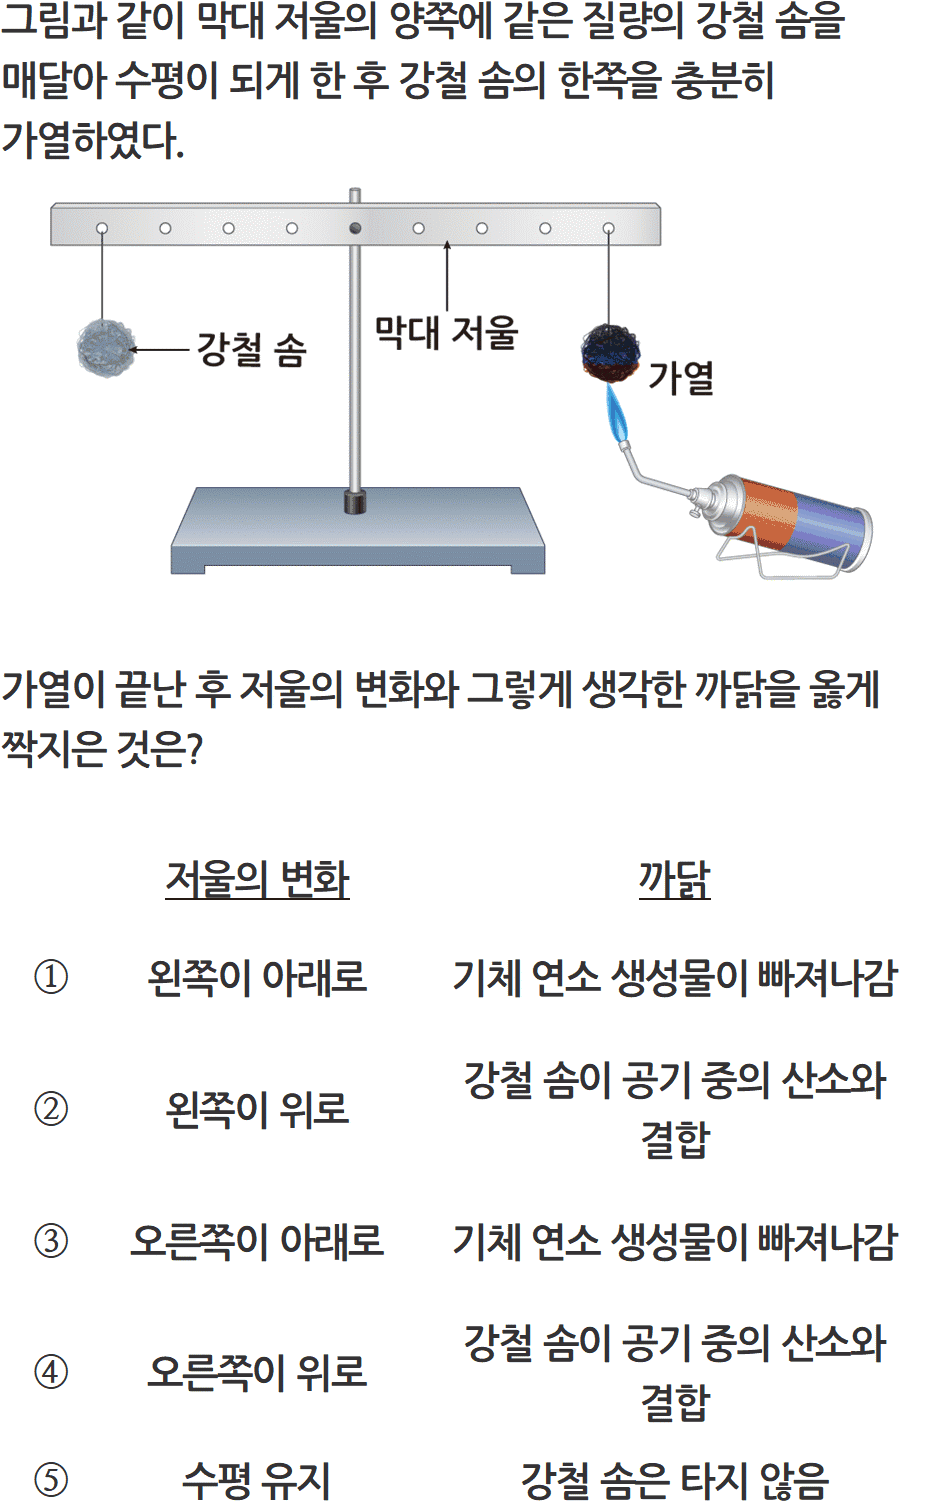 그림과 같이 막대 저울의 양쪽에 같은 질량의 강철 솜을
매달아 수평이 되게 한 후 강철 솜의 한쪽을 충분히
가열하였다.
강철 솜
막대 저울
가열
가열이 끝난 후 저울의 변화와 그렇게 생각한 까닭을 옳게
짝지은 것은?
저울의 변화 까닭
① 왼쪽이 아래로 기체 연소 생성물이 빠져나감
② 왼쪽이 위로 강철 솜이 공기 중의 산소와
결합
③ 오른쪽이 아래로 기체 연소 생성물이 빠져나감
④ 오른쪽이 위로 강철 솜이 공기 중의 산소와
결합
⑤ 수평 유지 강철 솜은 타지 않음